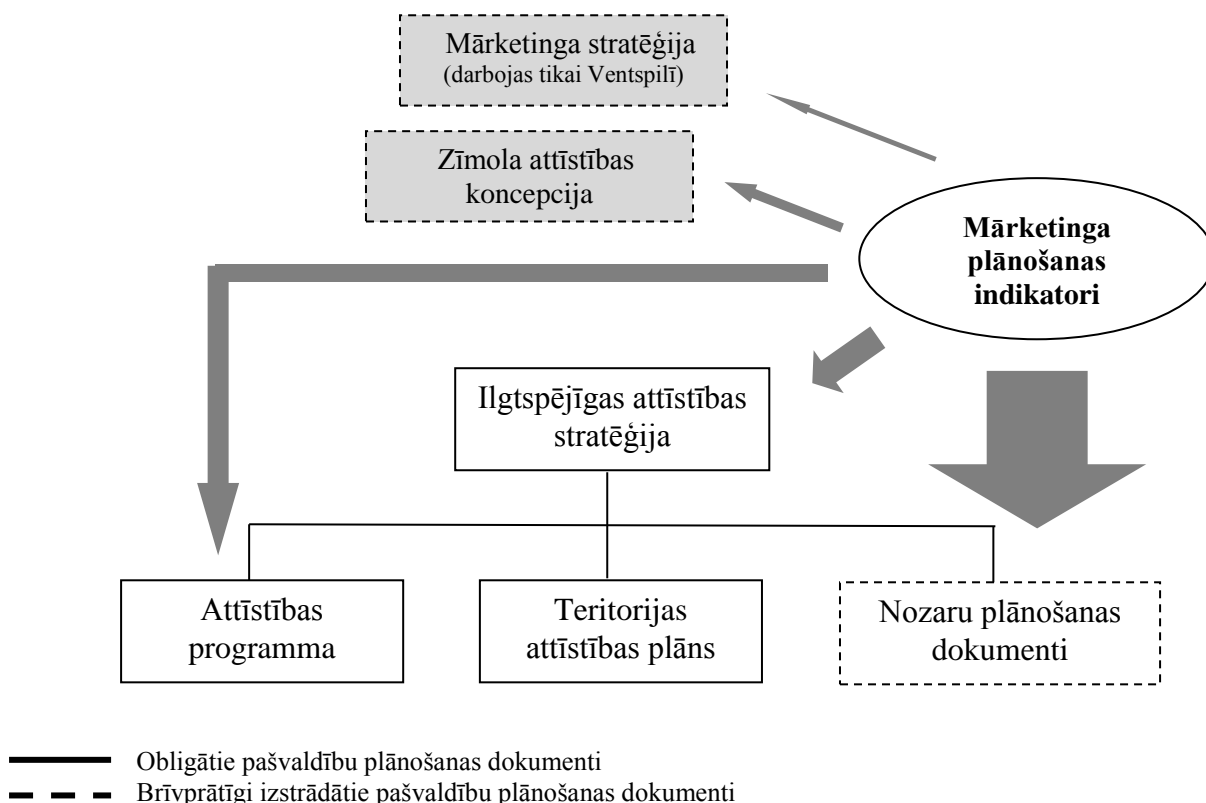 Mārketinga stratēģija
(darbojas tikai Ventspilī)
Zīmola attīstības
koncepcija
Mārketinga
plānošanas
indikatori
Ilgtspējīgas attīstības
stratēģija
Attīstības
programma
Teritorijas
attīstības plāns
Nozaru plānošanas
dokumenti
Obligātie pašvaldību plānošanas dokumenti
Brīvprātīgi izstrādātie pašvaldību plānošanas dokumenti